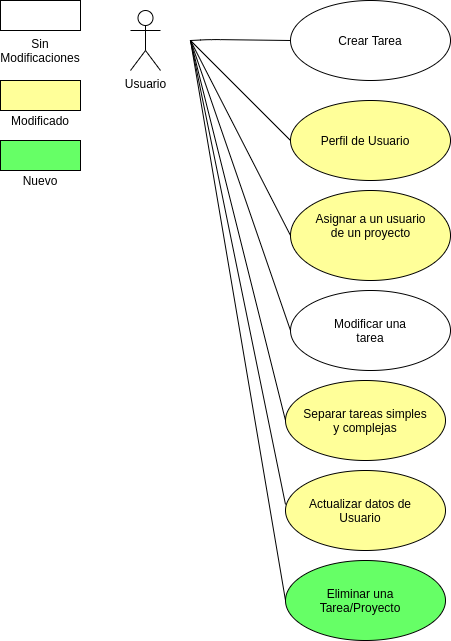 Sin
Modificaciones
Modificado
Nuevo
Usuario
Crear Tarea
Perfil de Usuario
Asignar a un usuario
de un proyecto
Modificar una
tarea
Separar tareas simples
y complejas
Actualizar datos de
Usuario
Eliminar una
Tarea/Proyecto